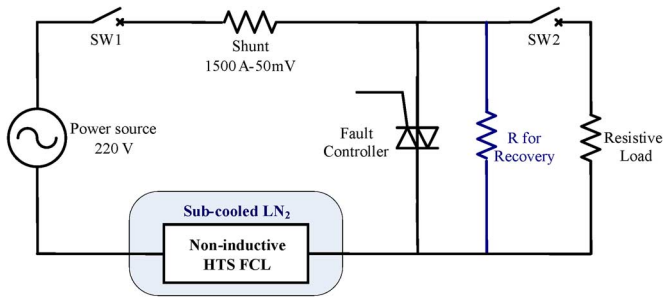 SW1
Shunt
1500 A-50mV
SW2
Power source
220 V
Fault
Controller
R for
Recovery
Resistive
Load
Sub-cooled LN₂
Non-inductive
HTS FCL